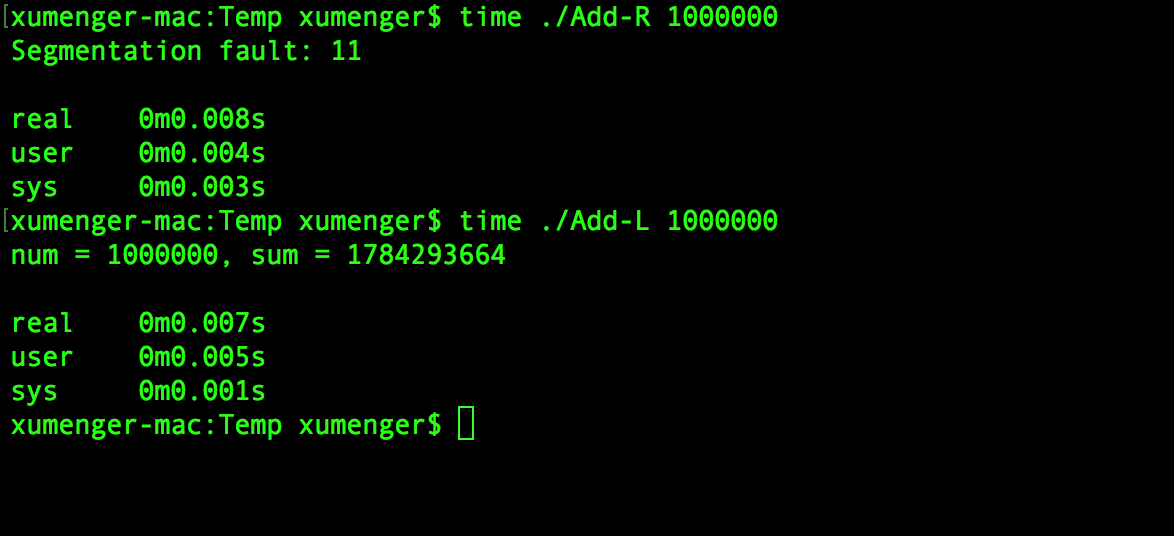 [xumenger-mac:Temp xumenger$ time ./Add-R 1000000
Segmentation fault: 11
real 0m0.008s
user 0m0.004s
sys 0m0.003s
[xumenger-mac:Temp xumenger$ time ./Add-L 1000000
num = 1000000, sum = 1784293664
real 0m0.007s
user 0m0.005s
sys 0m0.001s
xumenger-mac:Temp xumenger$